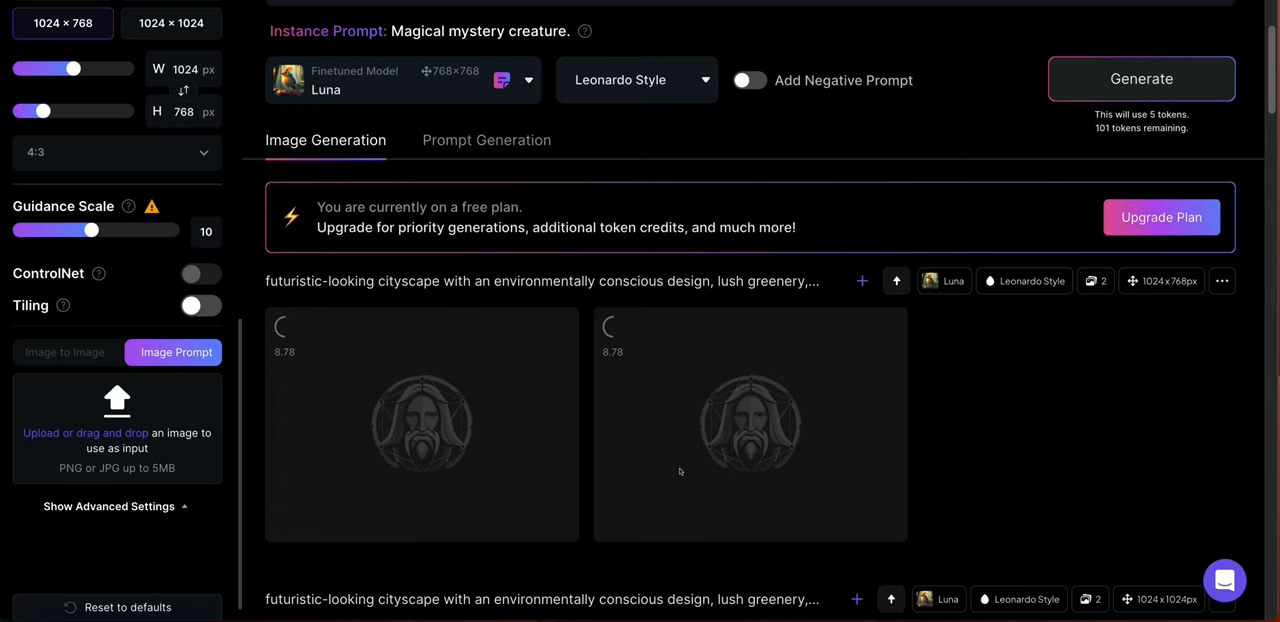 1024 × 768
1024 × 1024
W 1024 px
H 768 px
4:3
Guidance Scale
10
ControlNet
Tiling
Image to Image
Image Prompt
Upload or drag and drop an image to
use as input
PNG or JPG up to 5MB
Show Advanced Settings
Reset to defaults
Instance Prompt: Magical mystery creature.
Finetuned Model
768×768
Luna
Leonardo Style
Add Negative Prompt
Generate
This will use 5 tokens.
101 tokens remaining.
Image Generation
Prompt Generation
You are currently on a free plan.
Upgrade for priority generations, additional token credits, and much more!
Upgrade Plan
futuristic-looking cityscape with an environmentally conscious design, lush greenery,...
Luna
Leonardo Style
2
1024x768px
8.78
8.78
futuristic-looking cityscape with an environmentally conscious design, lush greenery,...
Luna
Leonardo Style
2
1024x1024px